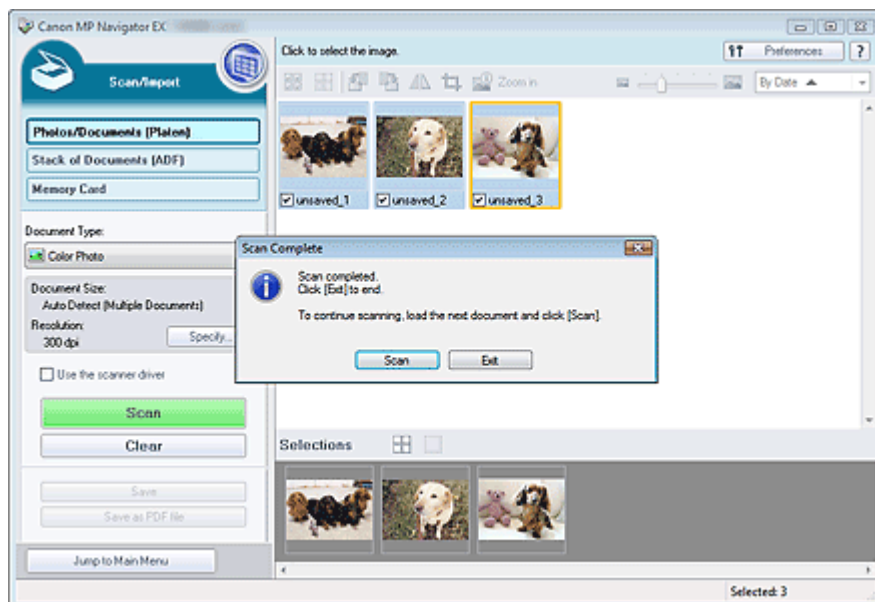 Canon MP Navigator EX
Scan/Import
Click to select the image.
Preferences
?
Zoom in
By Date
Photos/Documents (Platen)
Stack of Documents (ADF)
Memory Card
unsaved_1
unsaved_2
unsaved_3
Document Type:
Color Photo
Document Size:
Auto Detect (Multiple Documents)
Resolution:
300 dpi
Specify...
Use the scanner driver
Scan
Clear
Save
Save as PDF file
Jump to Main Menu
Scan Complete
Scan completed.
Click [Exit] to end.
To continue scanning, load the next document and click [Scan].
Scan
Exit
Selections
Selected: 3